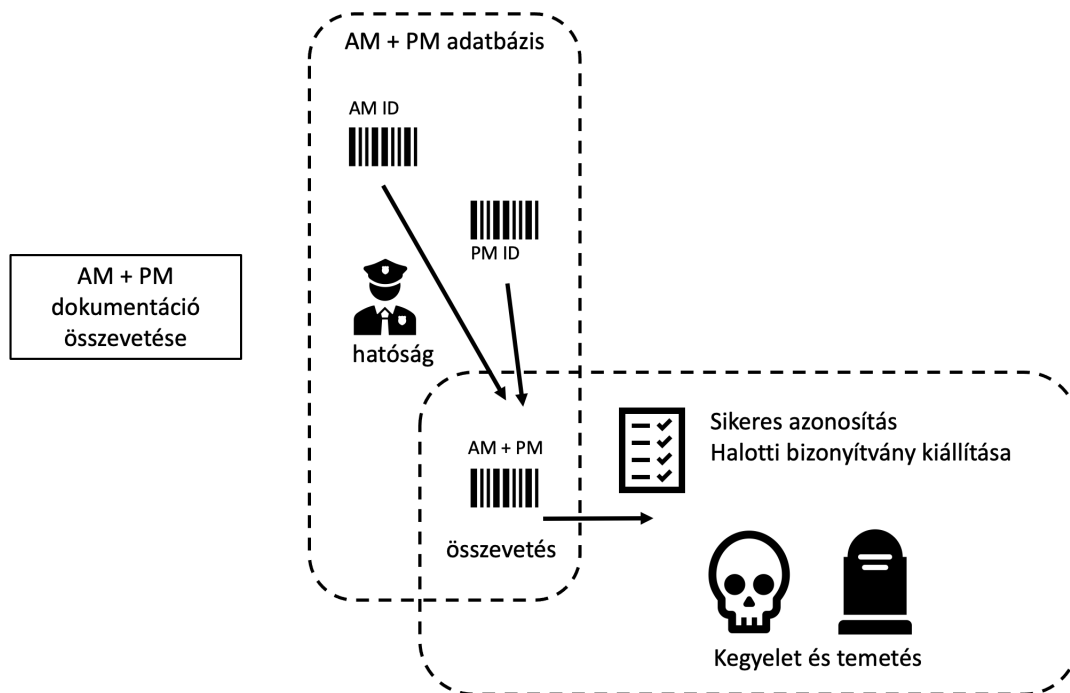 AM + PM adatbázis
AM ID
PM ID
AM + PM
dokumentáció
összevetése
hatóság
AM + PM
összevetés
Sikeres azonosítás
Halotti bizonyítvány kiállítása
Kegyelet és temetés